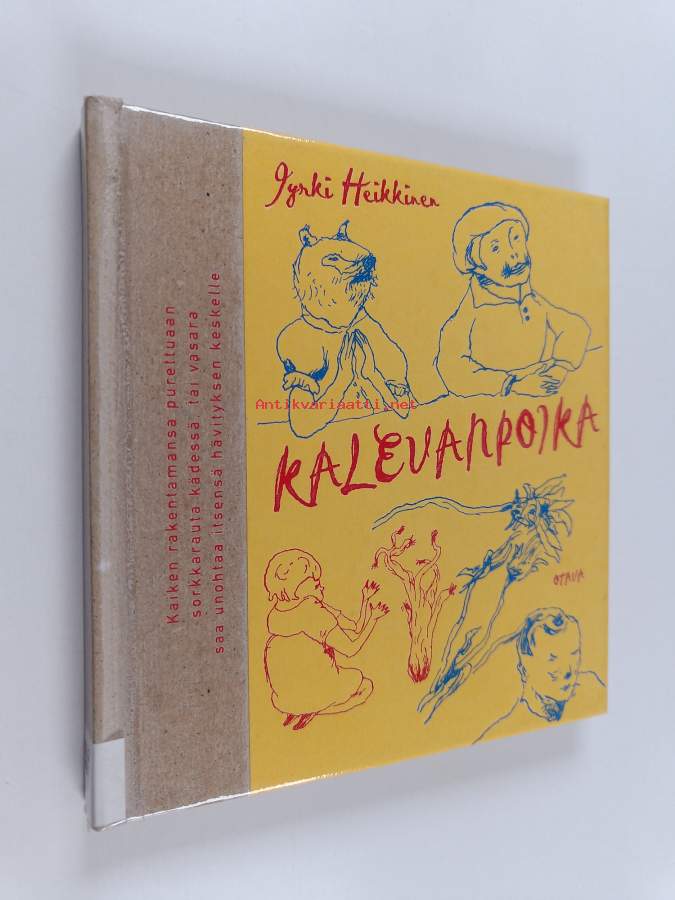 Jyrki Heikkinen
KALEVANPOIKA
OTAVA
Kaiken rakentamansa purettuaan
sorkkarauta kädessä, tai vasara
saa unohtaa itsensä hävityksen keskelle
Antikvariaatti.net